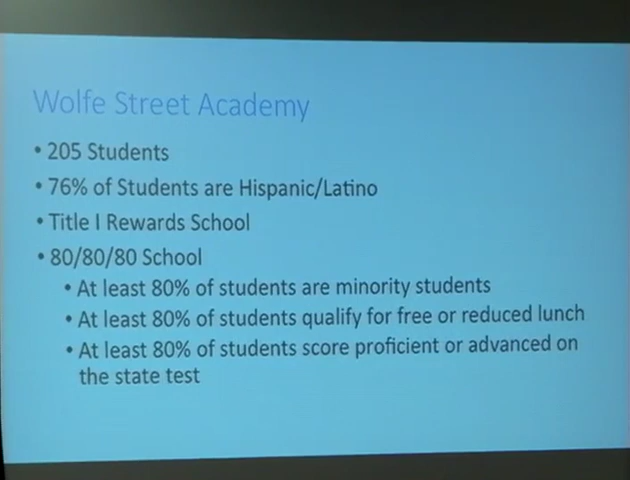 Wolfe Street Academy
• 205 Students
• 76% of Students are Hispanic/Latino
• Title I Rewards School
• 80/80/80 School
• At least 80% of students are minority students
• At least 80% of students qualify for free or reduced lunch
• At least 80% of students score proficient or advanced on
the state test